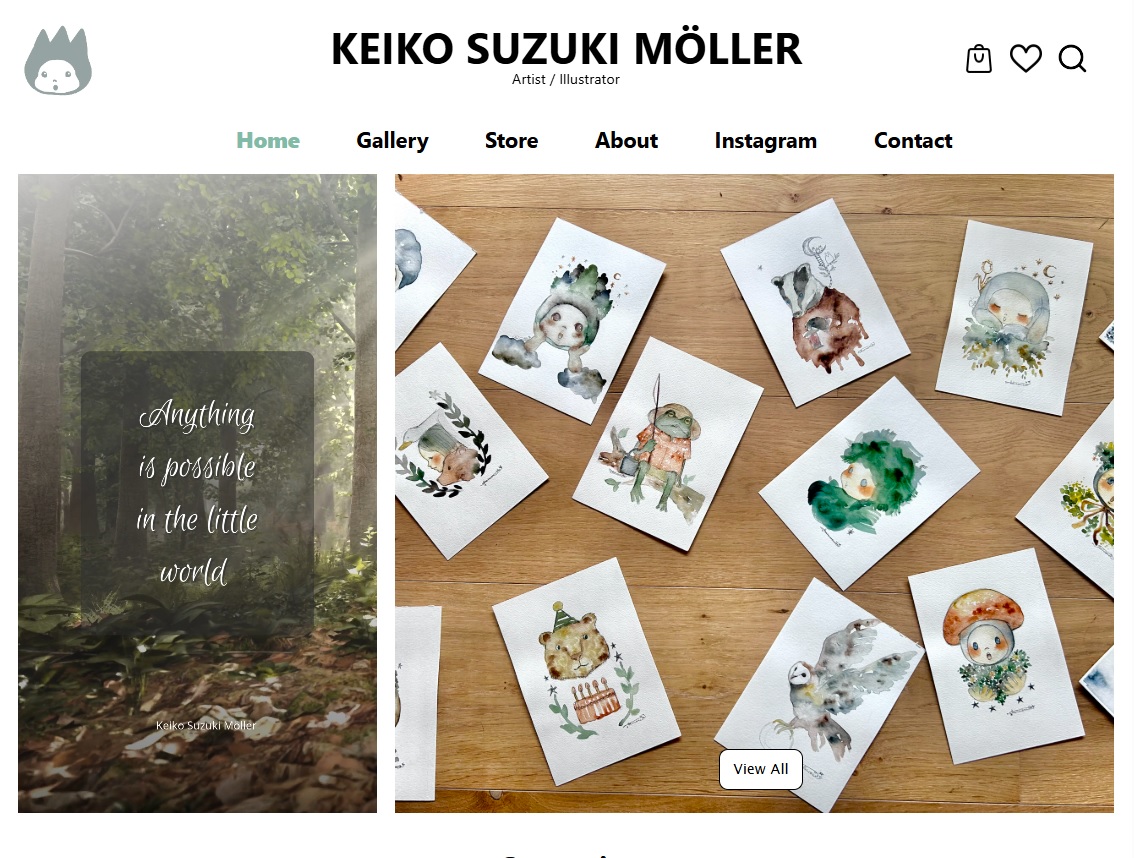 KEIKO SUZUKI MÖLLER
Artist / Illustrator
Home Gallery Store About Instagram Contact
Anything
is possible
in the little
world
Keiko Suzuki Möller
View All